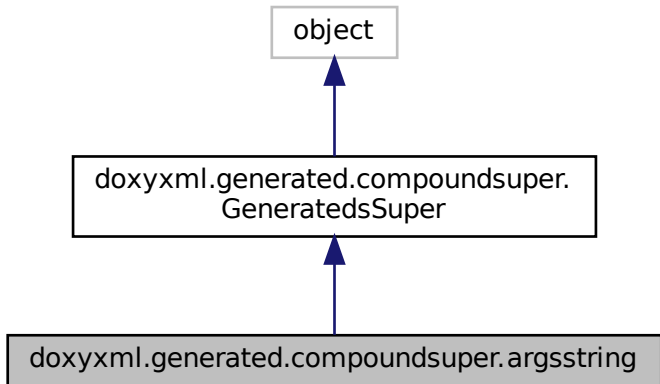 object
doxyxml.generated.compoundsuper.
GeneratedsSuper
doxyxml.generated.compoundsuper.argsstring